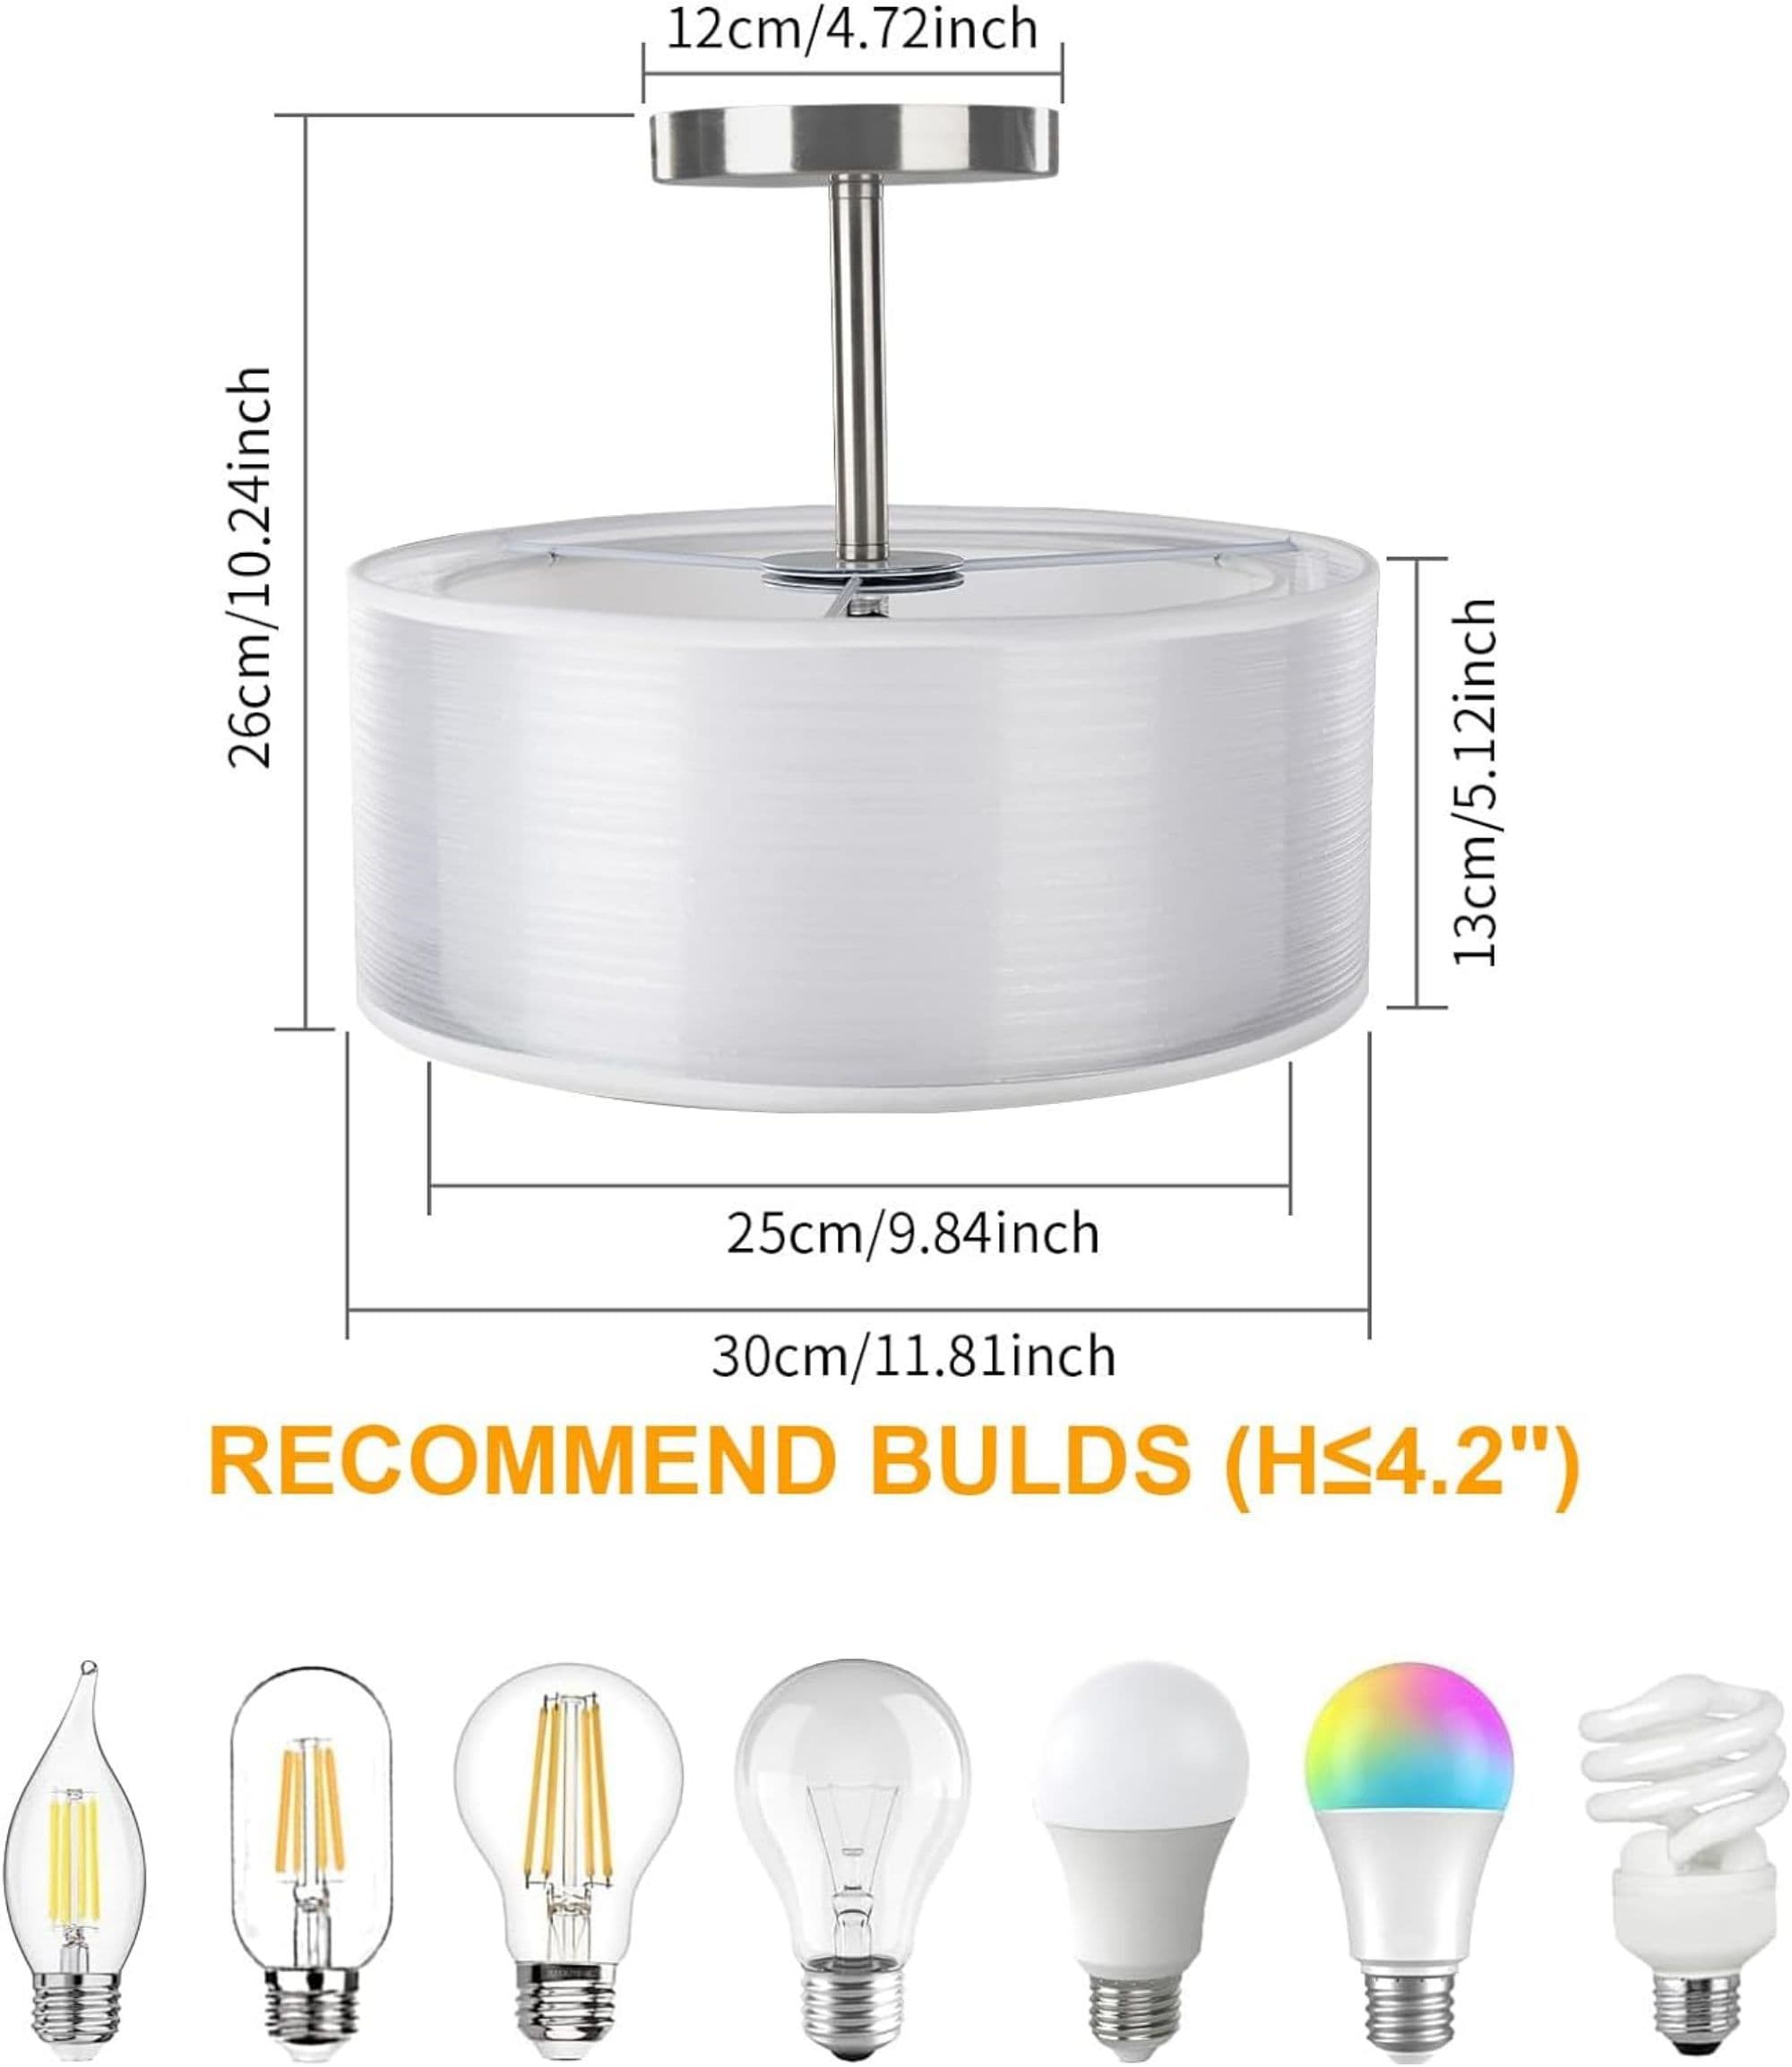 12cm/4.72inch
26cm/10.24inch
13cm/5.12inch
25cm/9.84inch
30cm/11.81inch
RECOMMEND BULDS (H≤4.2")